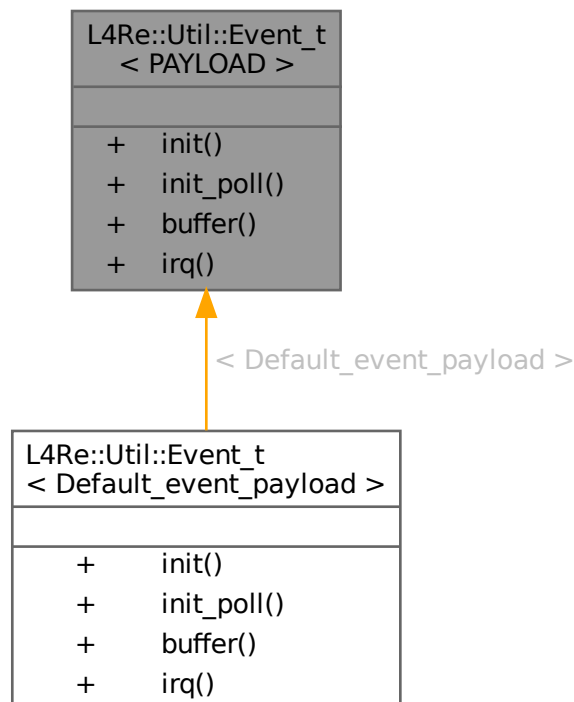 L4Re::Util::Event_t
< PAYLOAD >
+ init()
+ init_poll()
+ buffer()
+ irq()
< Default_event_payload >
L4Re::Util::Event_t
< Default_event_payload >
+ init()
+ init_poll()
+ buffer()
+ irq()